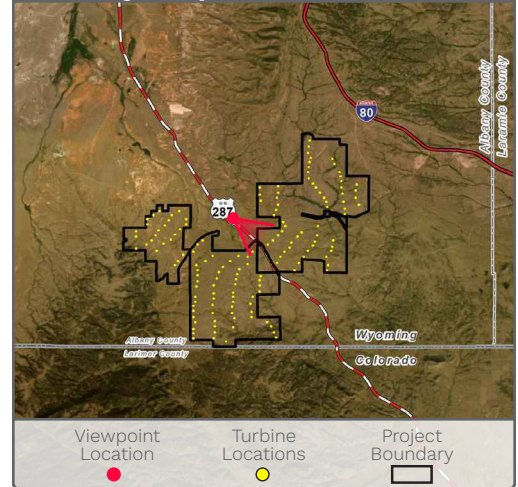 80
Albany County
Laramie County
U S
287
Albany County
Larimer County
Wyoming
Colorado
Viewpoint
Location
Turbine
Locations
Project
Boundary